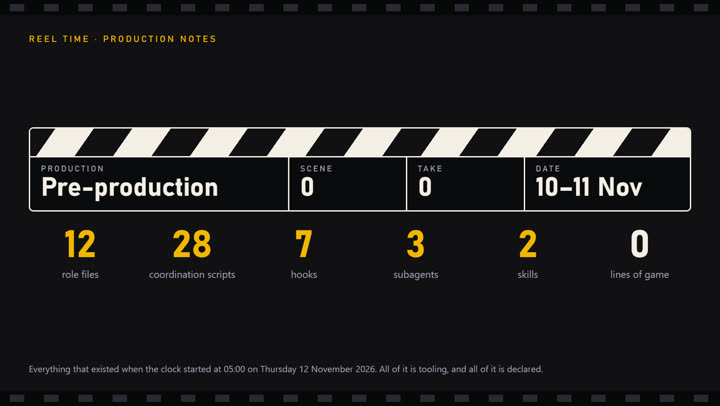 REEL TIME · PRODUCTION NOTES
PRODUCTION
Pre-production
SCENE
0
TAKE
0
DATE
10–11 Nov
12
role files
28
coordination scripts
7
hooks
3
subagents
2
skills
0
lines of game
Everything that existed when the clock started at 05:00 on Thursday 12 November 2026. All of it is tooling, and all of it is declared.